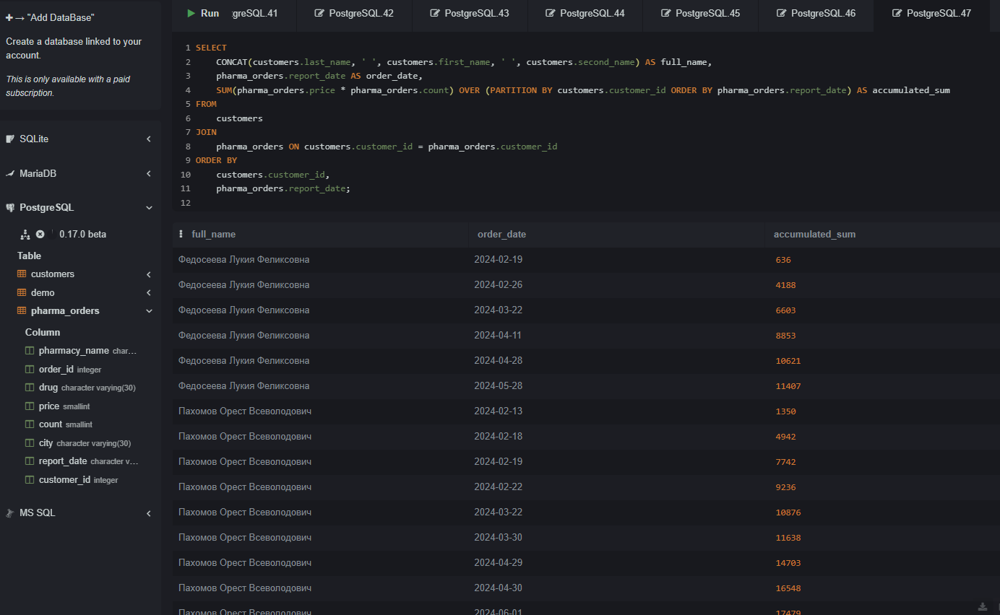 "Add DataBase"
Create a database linked to your
account.
This is only available with a paid
subscription.
SQLite
MariaDB
PostgreSQL
0.17.0 beta
Table
customers
demo
pharma_orders
Column
pharmacy_name char...
order_id integer
drug character varying(30)
price smallint
count smallint
city character varying(30)
report_date character v...
customer_id integer
MS SQL
Run greSQL.41 PostgreSQL.42 PostgreSQL.43 PostgreSQL.44 PostgreSQL.45 PostgreSQL.46 PostgreSQL.47
1 SELECT
2 CONCAT(customers.last_name, ' ', customers.first_name, ' ', customers.second_name) AS full_name,
3 pharma_orders.report_date AS order_date,
4 SUM(pharma_orders.price * pharma_orders.count) OVER (PARTITION BY customers.customer_id ORDER BY pharma_orders.report_date) AS accumulated_sum
5 FROM
6 customers
7 JOIN
8 pharma_orders ON customers.customer_id = pharma_orders.customer_id
9 ORDER BY
10 customers.customer_id,
11 pharma_orders.report_date;
12
full_name order_date accumulated_sum
Федосеева Лукия Феликсовна 2024-02-19 636
Федосеева Лукия Феликсовна 2024-02-26 4188
Федосеева Лукия Феликсовна 2024-03-22 6603
Федосеева Лукия Феликсовна 2024-04-11 8853
Федосеева Лукия Феликсовна 2024-04-28 10621
Федосеева Лукия Феликсовна 2024-05-28 11407
Пахомов Орест Всеволодович 2024-02-13 1350
Пахомов Орест Всеволодович 2024-02-18 4942
Пахомов Орест Всеволодович 2024-02-19 7742
Пахомов Орест Всеволодович 2024-02-22 9236
Пахомов Орест Всеволодович 2024-03-22 10876
Пахомов Орест Всеволодович 2024-03-30 11638
Пахомов Орест Всеволодович 2024-04-29 14703
Пахомов Орест Всеволодович 2024-04-30 16548
Пахомов Орест Всеволодович 2024-06-01 17479